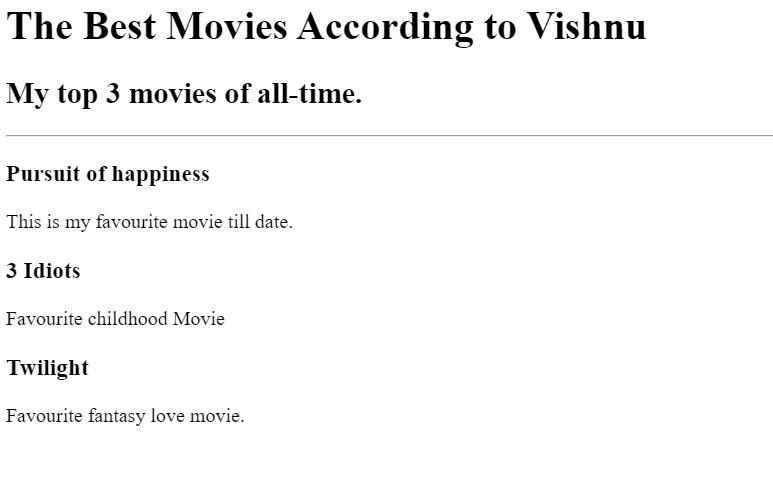 The Best Movies According to Vishnu
My top 3 movies of all-time.
Pursuit of happiness
This is my favourite movie till date.
3 Idiots
Favourite childhood Movie
Twilight
Favourite fantasy love movie.